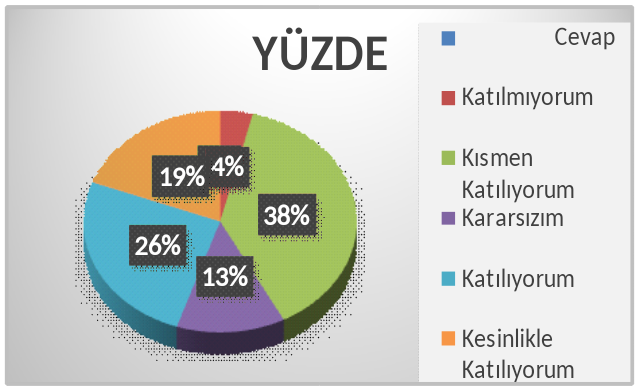 YÜZDE
4%
38%
13%
26%
19%
Cevap
Katılmıyorum
Kısmen
Katılıyorum
Kararsızım
Katılıyorum
Kesinlikle
Katılıyorum